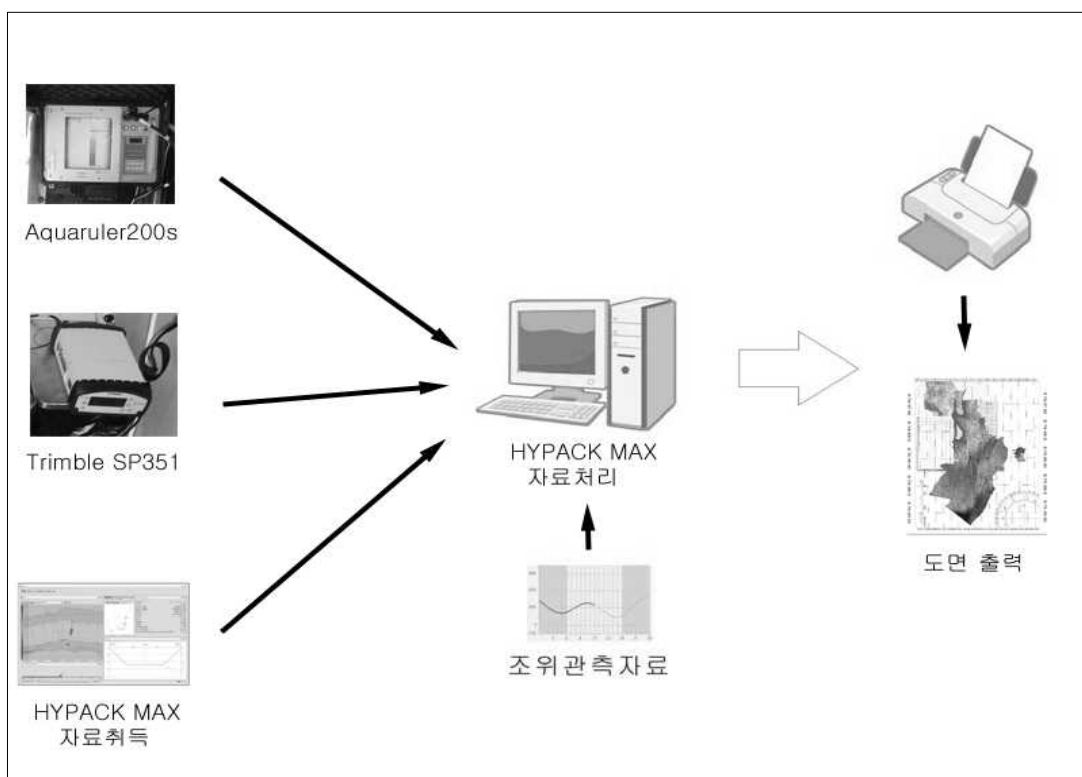 Aquaruler200s
Trimble SP351
HYPACK MAX
자료취득
HYPACK MAX
자료처리
조위관측자료
도면 출력